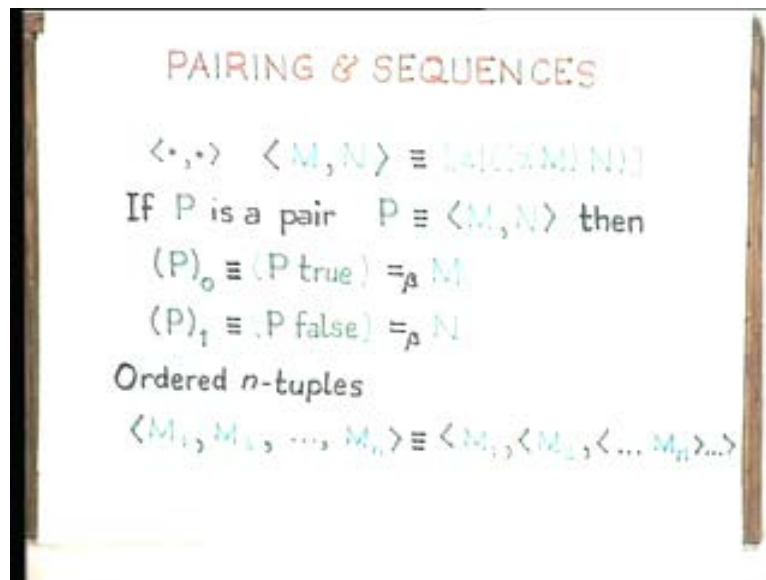 PAIRING & SEQUENCES
<•,•> <M,N> ≡ [x[((x M) N)]
If P is a pair P ≡ <M,N> then
(P)₀ ≡ (P true) =β M
(P)₁ ≡ (P false) =β N
Ordered n-tuples
<M₁, M₂, ..., Mₙ> ≡ <M₁,<M₂,<... Mₙ>...>